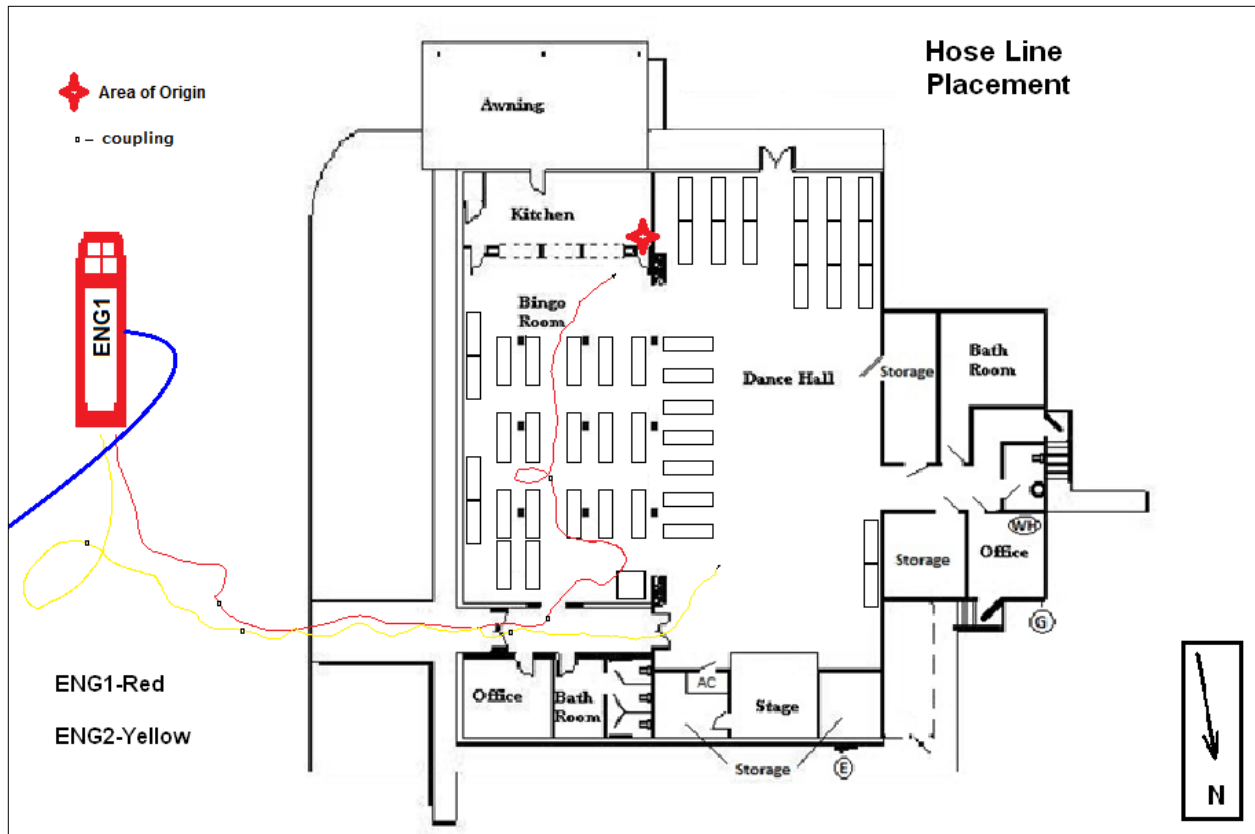 Hose Line
Placement
Area of Origin
coupling
Awning
Kitchen
ENG1
Bingo
Room
Dance Hall
Storage
Bath
Room
WH
Storage
Office
G
ENG1-Red
ENG2-Yellow
Office
Bath
Room
AC
Stage
Storage
E
N